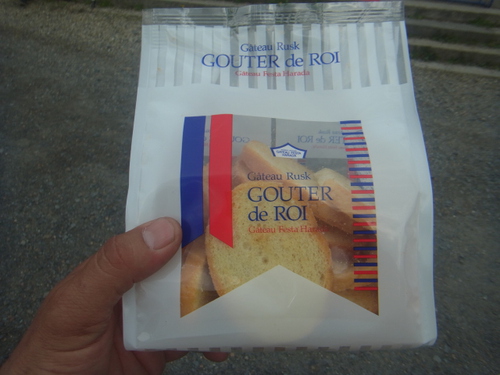 Gâteau Rusk
GOUTER de ROI
Gâteau Festa Harada
Gâteau Rusk
GOUTER
de ROI
Gâteau Festa Harada